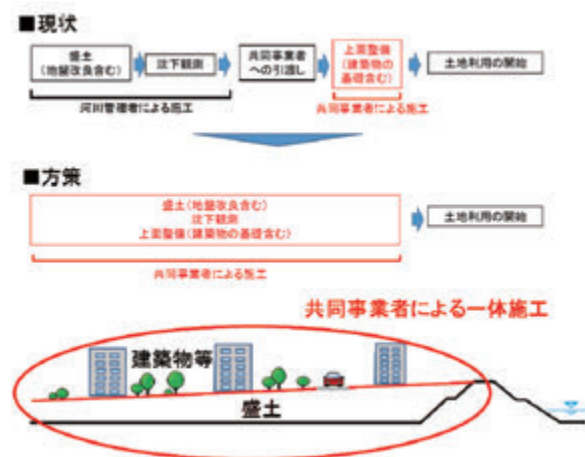 ■現状
盛土
(地盤改良含む)
沈下観測
共同事業者
への引渡し
上面整備
(建築物の
基礎含む)
土地利用の開始
河川管理者による施工
共同事業者による施工
■方策
盛土(地盤改良含む)
沈下観測
上面整備(建築物の基礎含む)
土地利用の開始
共同事業者による施工
共同事業者による一体施工
建築物等
盛土